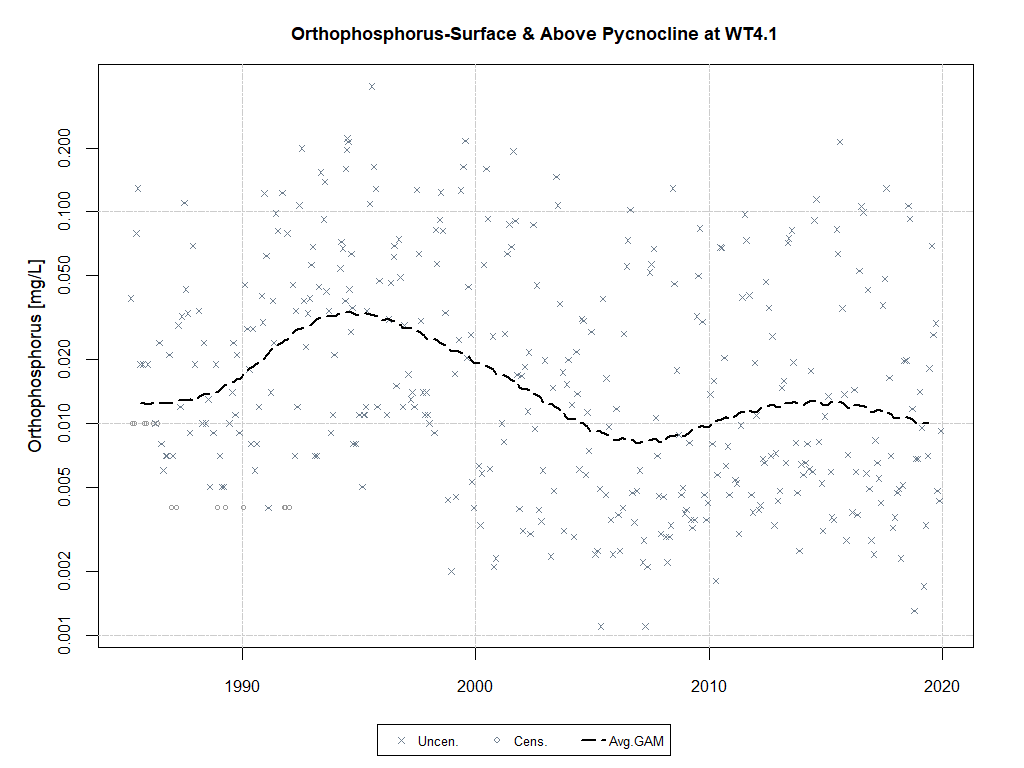 Orthophosphorus-Surface & Above Pycnocline at WT4.1
Orthophosphorus [mg/L]
0.200
0.100
0.050
0.020
0.010
0.005
0.002
0.001
1990 2000 2010 2020
Uncen. Cens. Avg.GAM